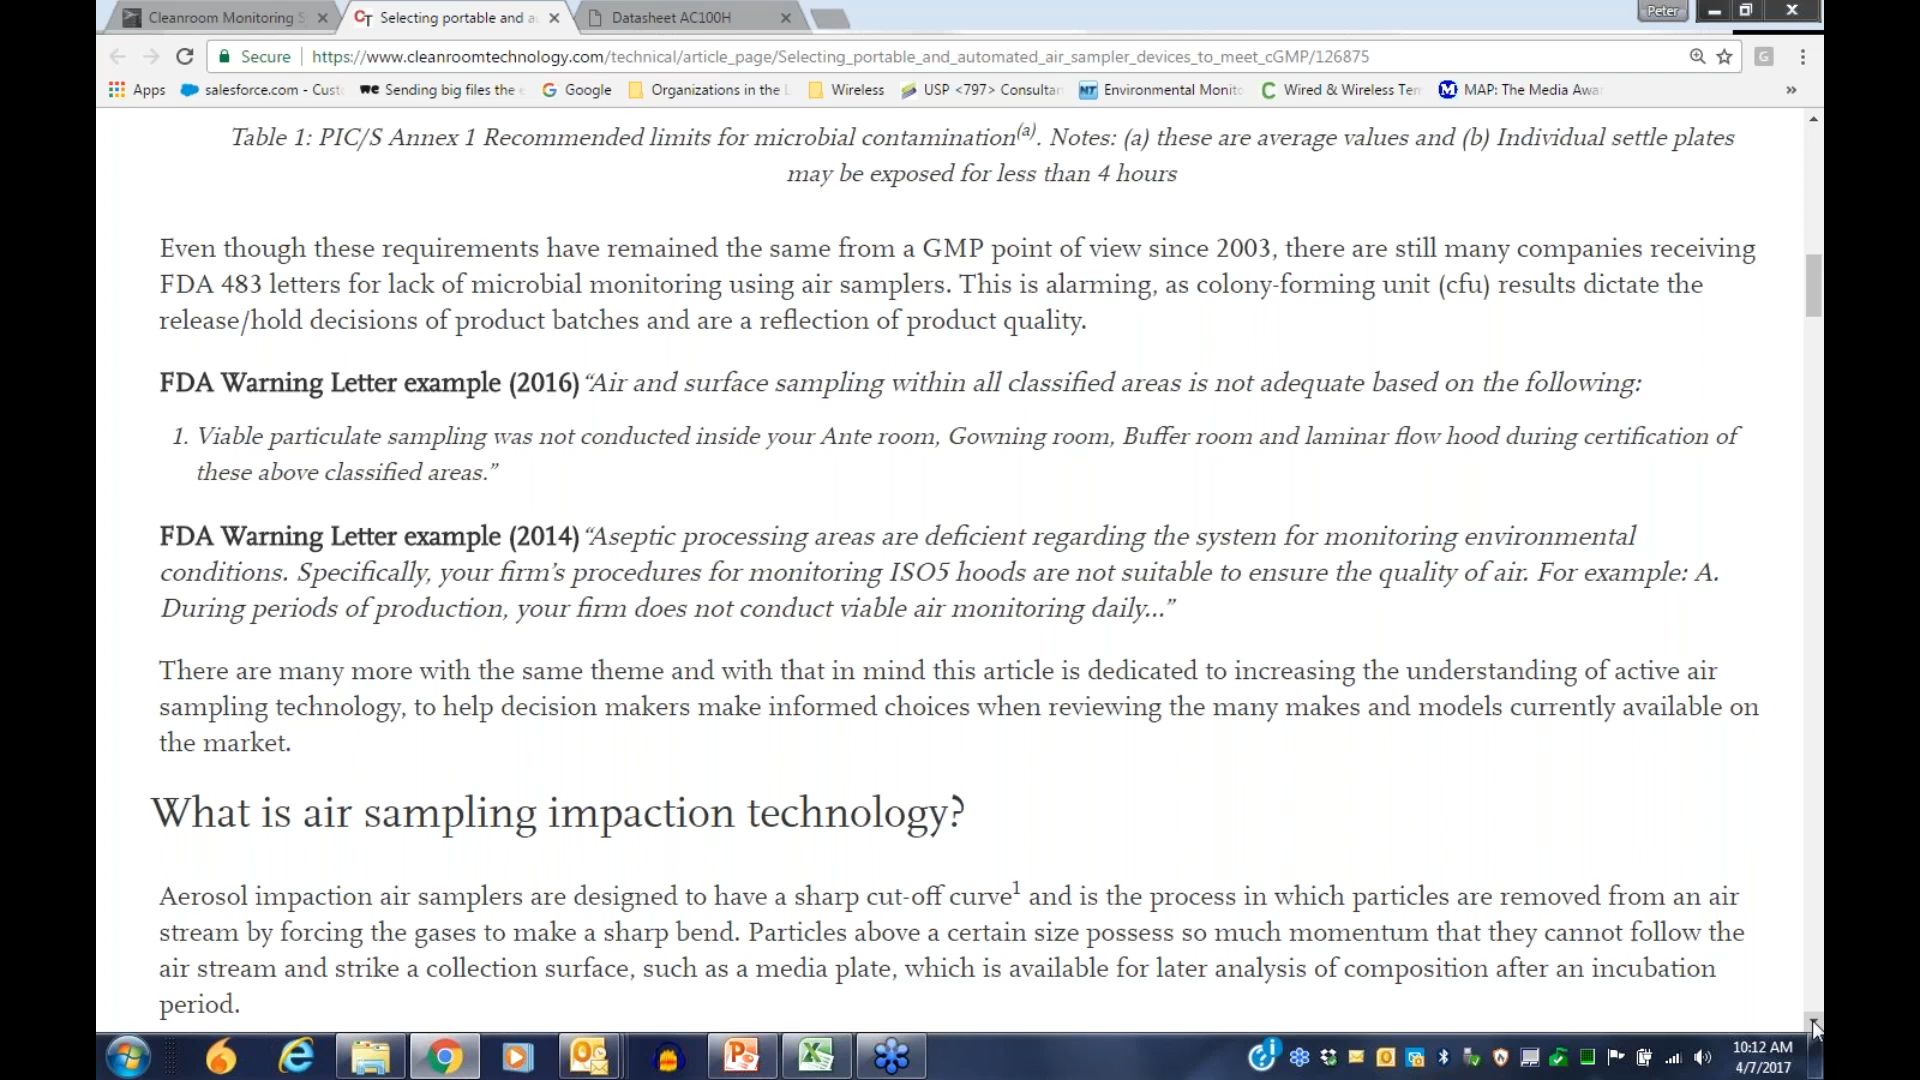 Cleanroom Monitoring S
CT Selecting portable and a
Datasheet AC100H
Peter
Secure
https://www.cleanroomtechnology.com/technical/article_page/Selecting_portable_and_automated_air_sampler_devices_to_meet_cGMP/126875
Apps
salesforce.com - Cust
we Sending big files the e
G Google
Organizations in the
Wireless
USP <797> Consultan
NT Environmental Monito
C Wired & Wireless Tem
M MAP: The Media Awa
»
Table 1: PIC/S Annex 1 Recommended limits for microbial contamination(a). Notes: (a) these are average values and (b) Individual settle plates
may be exposed for less than 4 hours
Even though these requirements have remained the same from a GMP point of view since 2003, there are still many companies receiving
FDA 483 letters for lack of microbial monitoring using air samplers. This is alarming, as colony-forming unit (cfu) results dictate the
release/hold decisions of product batches and are a reflection of product quality.
FDA Warning Letter example (2016) “Air and surface sampling within all classified areas is not adequate based on the following:
1. Viable particulate sampling was not conducted inside your Ante room, Gowning room, Buffer room and laminar flow hood during certification of
these above classified areas.”
FDA Warning Letter example (2014) “Aseptic processing areas are deficient regarding the system for monitoring environmental
conditions. Specifically, your firm’s procedures for monitoring ISO5 hoods are not suitable to ensure the quality of air. For example: A.
During periods of production, your firm does not conduct viable air monitoring daily...”
There are many more with the same theme and with that in mind this article is dedicated to increasing the understanding of active air
sampling technology, to help decision makers make informed choices when reviewing the many makes and models currently available on
the market.
What is air sampling impaction technology?
Aerosol impaction air samplers are designed to have a sharp cut-off curve1 and is the process in which particles are removed from an air
stream by forcing the gases to make a sharp bend. Particles above a certain size possess so much momentum that they cannot follow the
air stream and strike a collection surface, such as a media plate, which is available for later analysis of composition after an incubation
period.
10:12 AM
4/7/2017